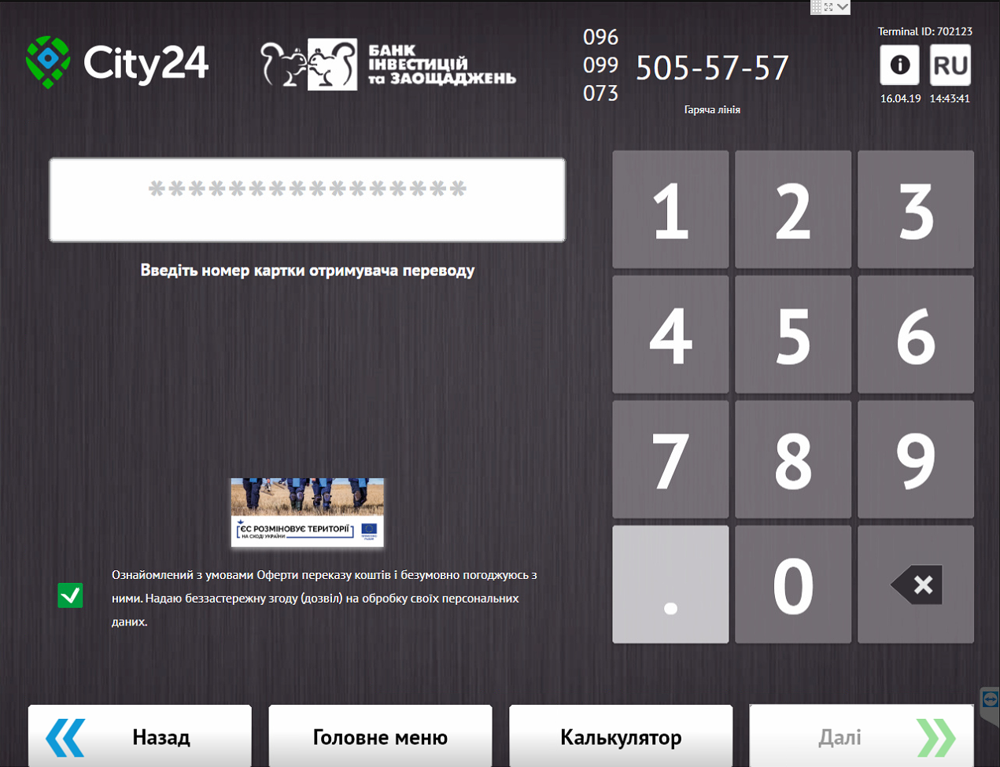 City24
БАНК
ІНВЕСТИЦІЙ
та ЗАОЩАДЖЕНЬ
096
099
073
505-57-57
Гаряча лінія
Terminal ID: 702123
i
RU
16.04.19 14:43:41
****************
Введіть номер картки отримувача переводу
1 2 3
4 5 6
7 8 9
. 0
ЄС РОЗМІНОВУЄ ТЕРИТОРІЇ
НА СХОДІ УКРАЇНИ
Ознайомлений з умовами Оферти переказу коштів і безумовно погоджуюсь з
ними. Надаю беззастережну згоду (дозвіл) на обробку своїх персональних
даних.
Назад
Головне меню
Калькулятор
Далі